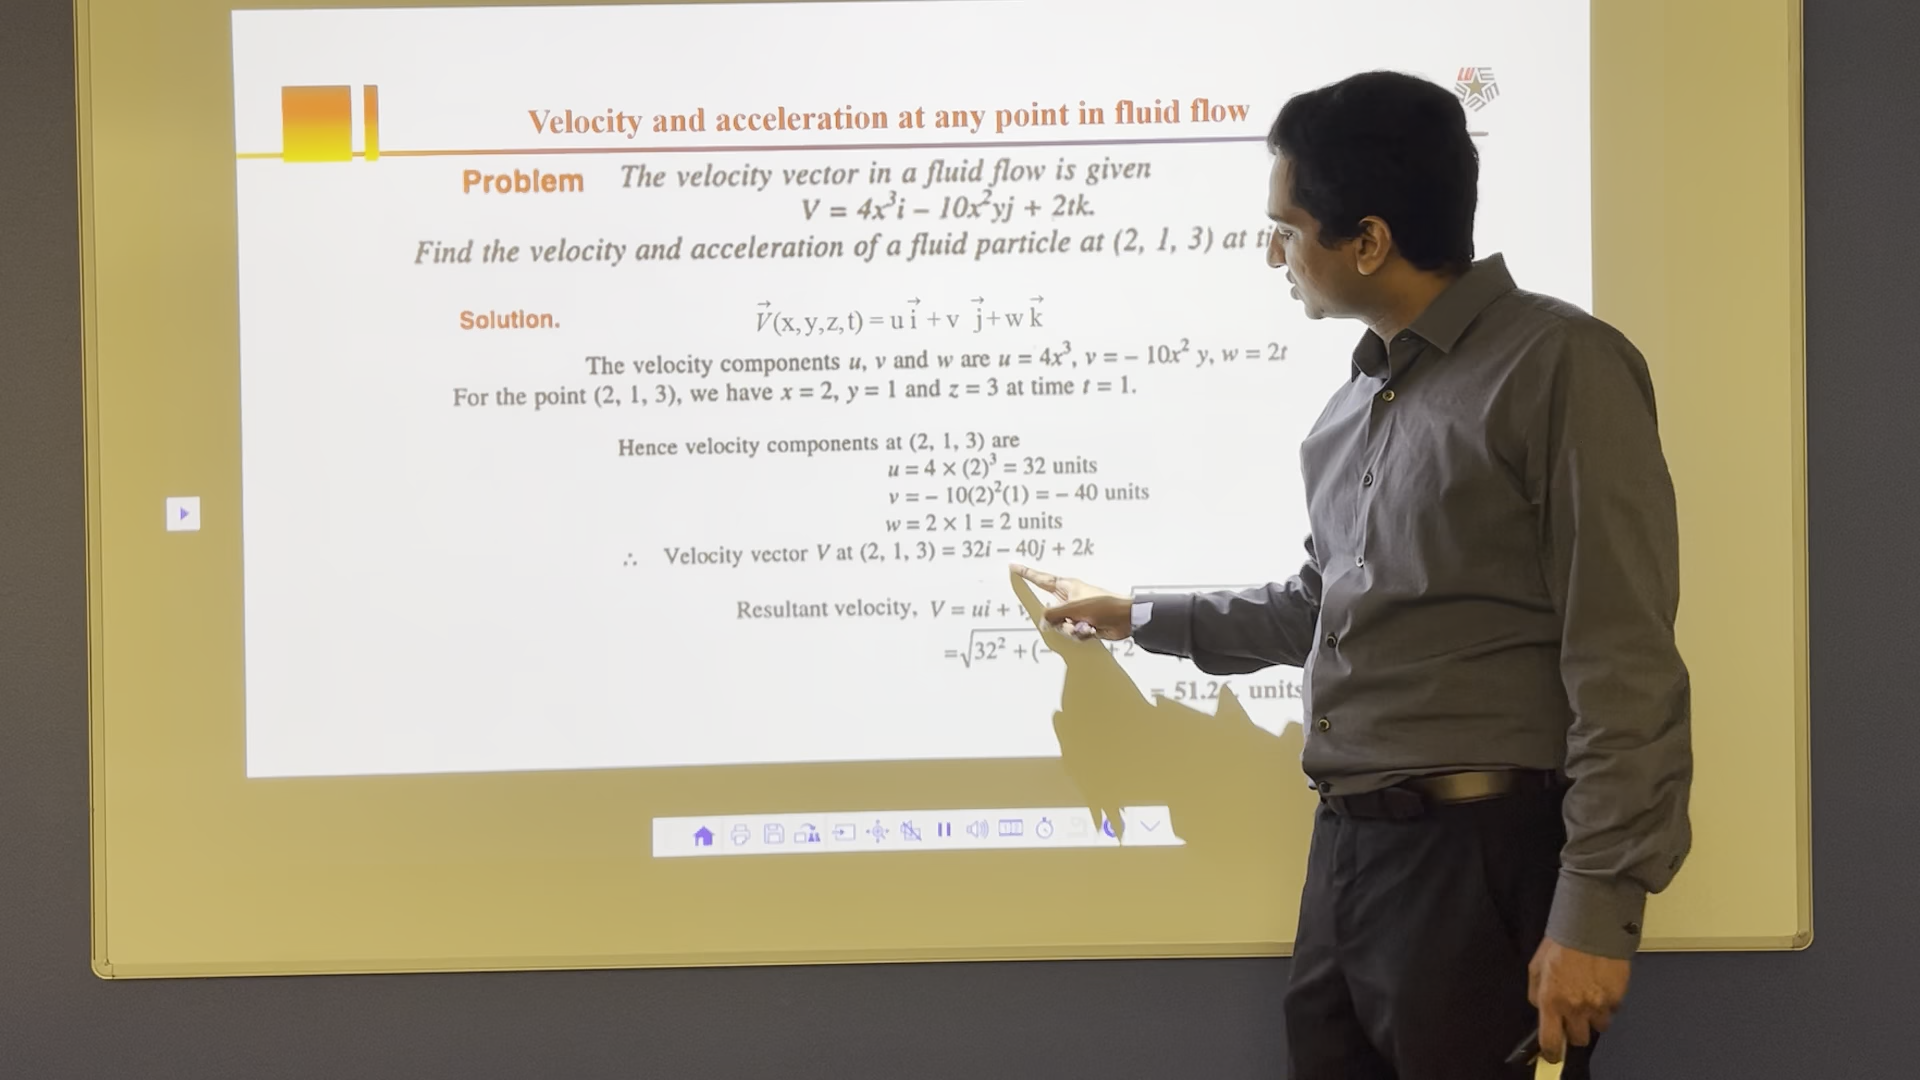 Velocity and acceleration at any point in fluid flow
Problem The velocity vector in a fluid flow is given
V = 4x³i – 10x²yj + 2tk.
Find the velocity and acceleration of a fluid particle at (2, 1, 3) at
Solution. V⃗(x,y,z,t) = u i⃗ + v j⃗ + w k⃗
The velocity components u, v and w are u = 4x³, v = – 10x² y, w = 2t
For the point (2, 1, 3), we have x = 2, y = 1 and z = 3 at time t = 1.
Hence velocity components at (2, 1, 3) are
u = 4 × (2)³ = 32 units
v = – 10(2)²(1) = – 40 units
w = 2 × 1 = 2 units
∴ Velocity vector V at (2, 1, 3) = 32i – 40j + 2k
Resultant velocity, V = ui +
= √32² + (– + 2
= 51.2 units